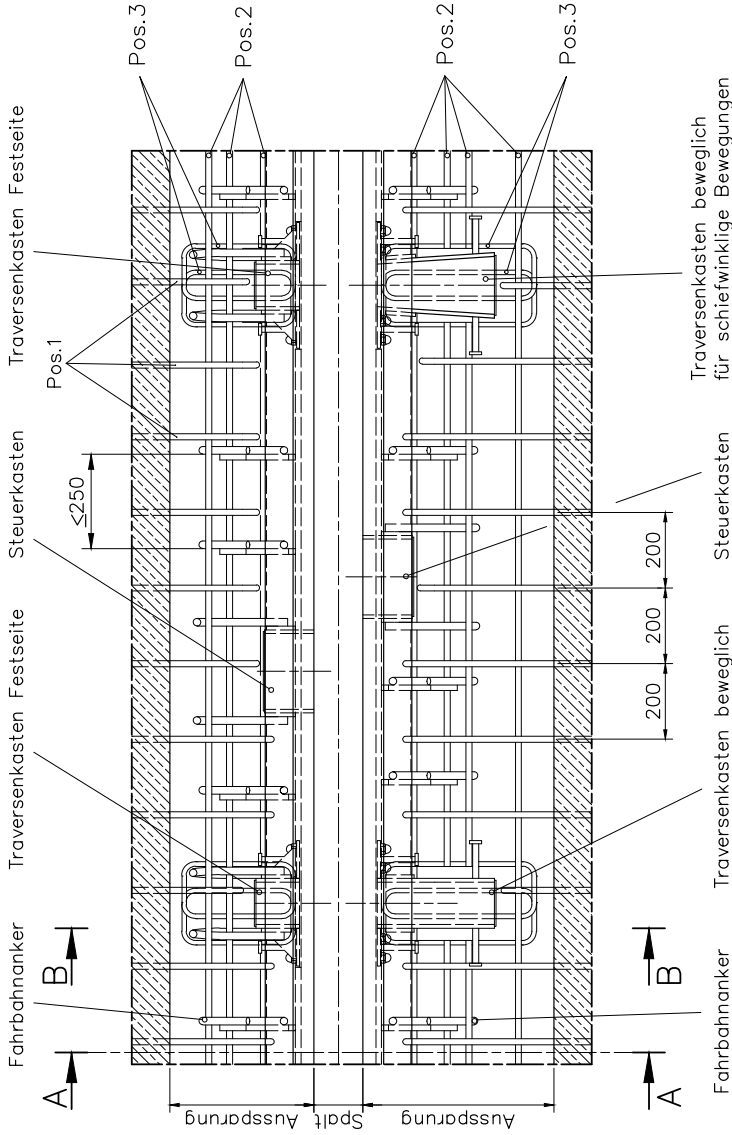 Fahrbahnanker
Traversenkasten Festseite
Steuerkasten
Traversenkasten Festseite
Pos.3
Pos.1
≤250
Pos.2
A
B
Aussparung
Spalt
Aussparung
Pos.2
200
200
200
Pos.3
A
B
Fahrbahnanker
Traversenkasten beweglich
Steuerkasten
Traversenkasten beweglich
für schiefwinklige Bewegungen